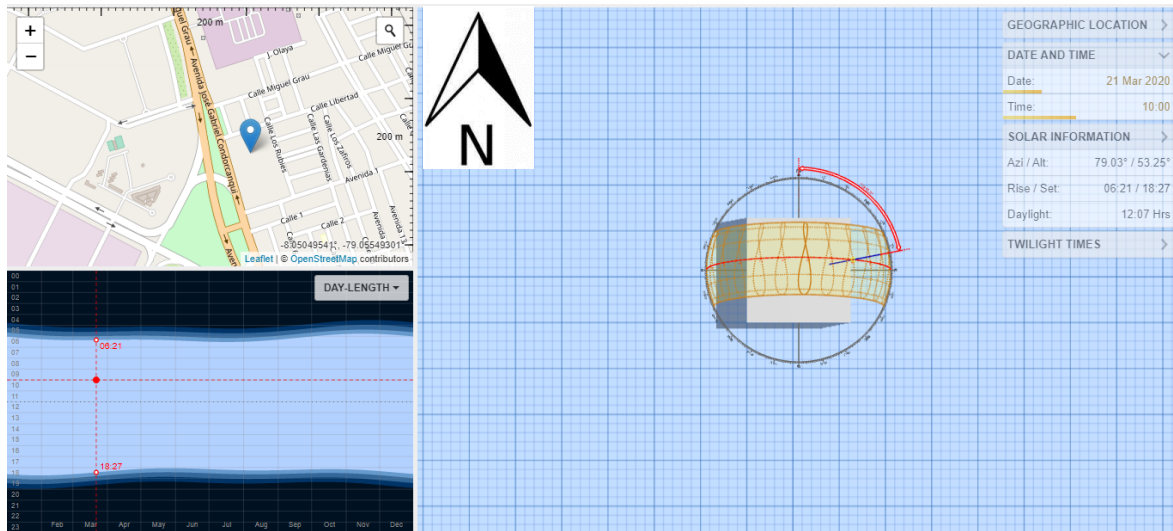 +
−
200 m
200 m
J. Olaya
Calle Miguel Grau
Calle Libertad
Avenida José Gabriel Condorcanqui
Calle Los Rubíes
Calle Las Gardenias
Calle Los Zafiros
Avenida 1
Calle 1
Calle 2
-8.05049541°, -79.05549301°
Leaflet | © OpenStreetMap contributors
N
GEOGRAPHIC LOCATION
DATE AND TIME
Date: 21 Mar 2020
Time: 10:00
SOLAR INFORMATION
Azi / Alt: 79.03° / 53.25°
Rise / Set: 06:21 / 18:27
Daylight: 12:07 Hrs
TWILIGHT TIMES
DAY-LENGTH
00
01
02
03
04
05
06
07
08
09
10
11
12
13
14
15
16
17
18
19
20
21
22
23
06:21
18:27
Feb Mar Apr May Jun Jul Aug Sep Oct Nov Dec